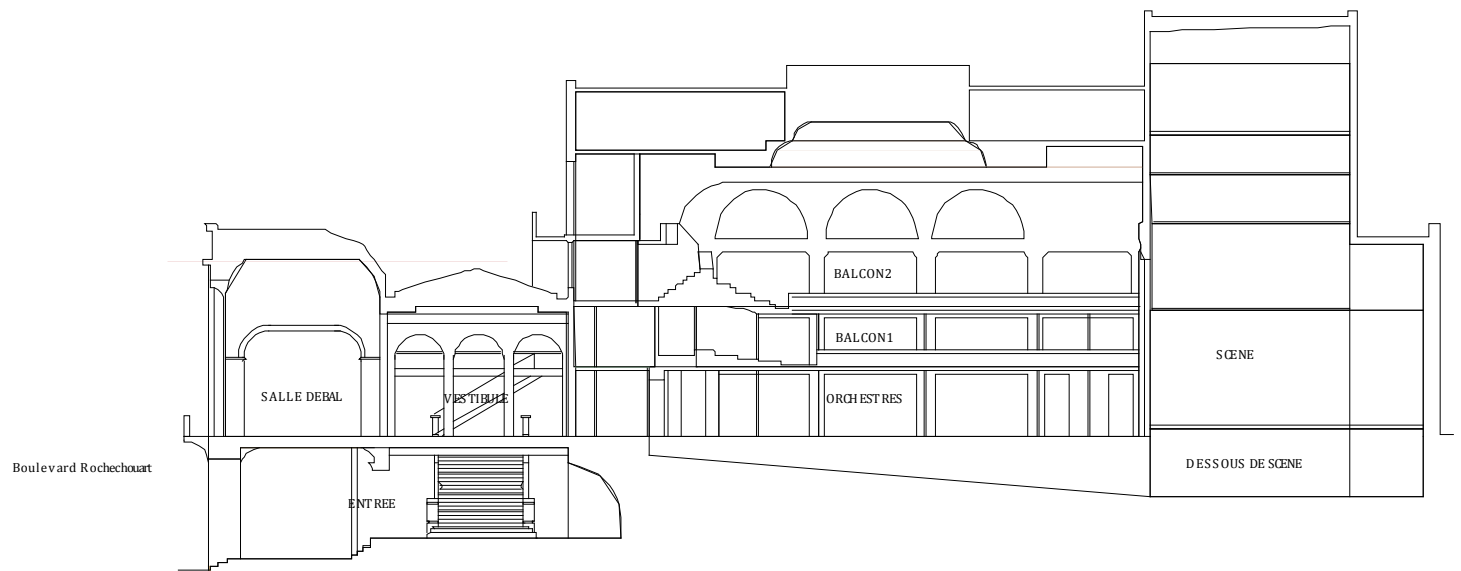 BALCON2
BALCON1
SCENE
SALLE DEBAL
VESTIBULE
ORCHESTRES
Boulevard Rochechouart
DESSOUS DE SCENE
ENTREE